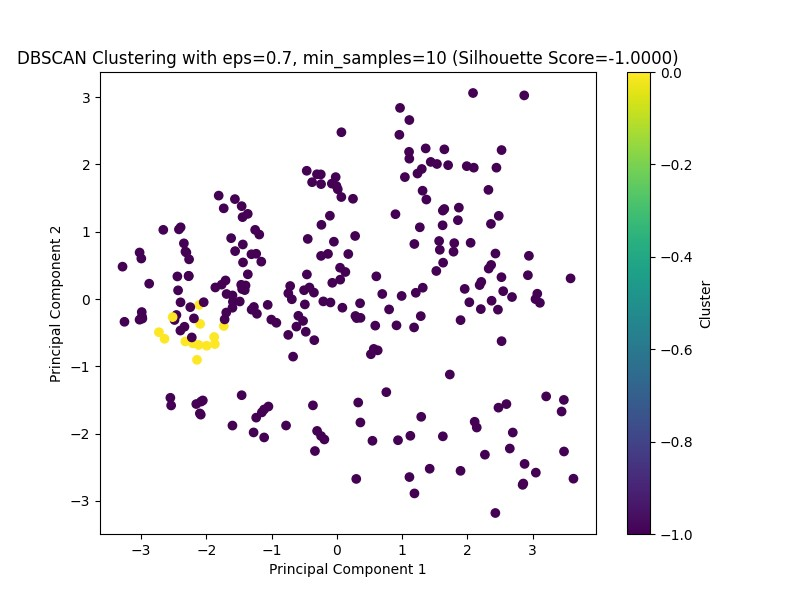 DBSCAN Clustering with eps=0.7, min_samples=10 (Silhouette Score=-1.0000)
3
2
1
0
−1
−2
−3
Principal Component 2
−3 −2 −1 0 1 2 3
Principal Component 1
0.0
−0.2
−0.4
−0.6
−0.8
−1.0
Cluster